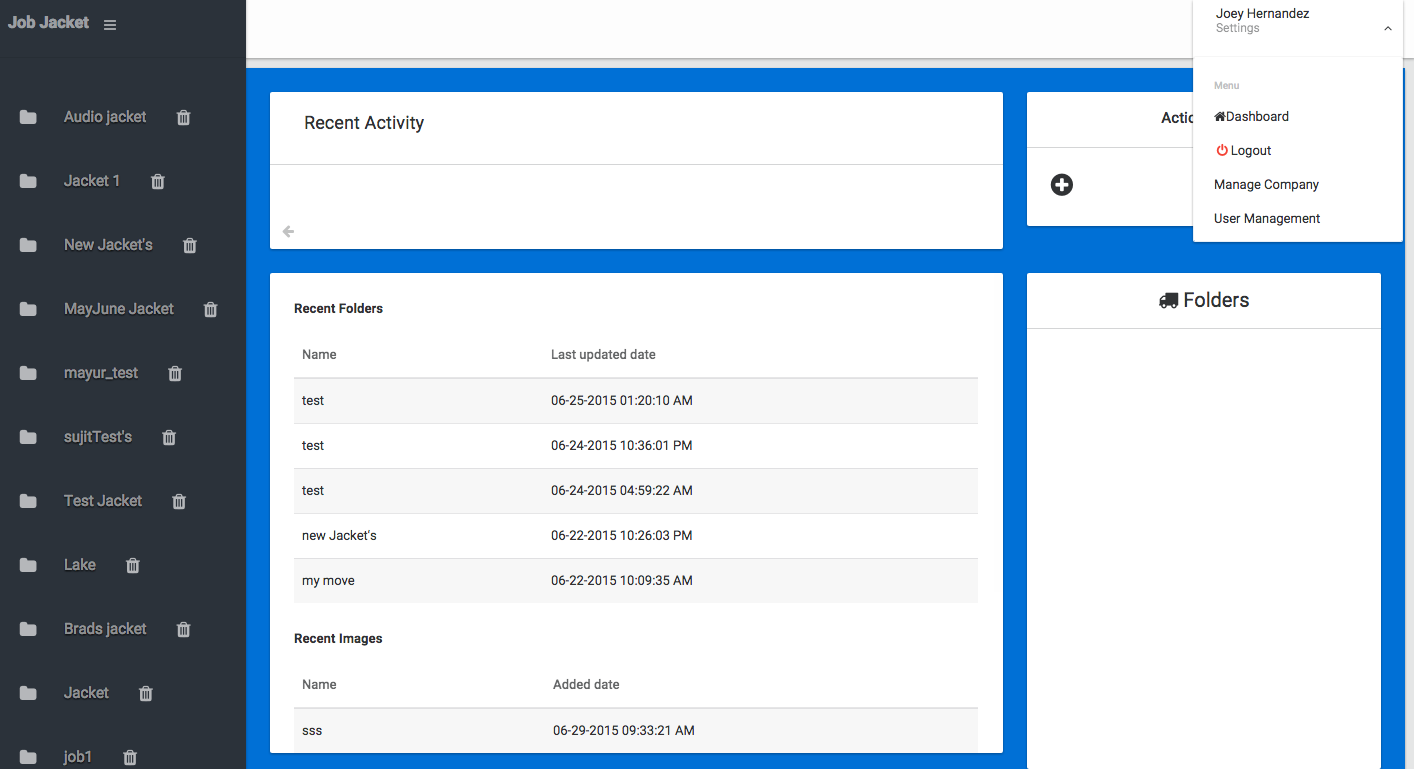 Job Jacket
Audio jacket
Jacket 1
New Jacket's
MayJune Jacket
mayur_test
sujitTest's
Test Jacket
Lake
Brads jacket
Jacket
job1
Recent Activity
Recent Folders
Name Last updated date
test 06-25-2015 01:20:10 AM
test 06-24-2015 10:36:01 PM
test 06-24-2015 04:59:22 AM
new Jacket's 06-22-2015 10:26:03 PM
my move 06-22-2015 10:09:35 AM
Recent Images
Name Added date
sss 06-29-2015 09:33:21 AM
Actio
Folders
Joey Hernandez
Settings
Menu
Dashboard
Logout
Manage Company
User Management